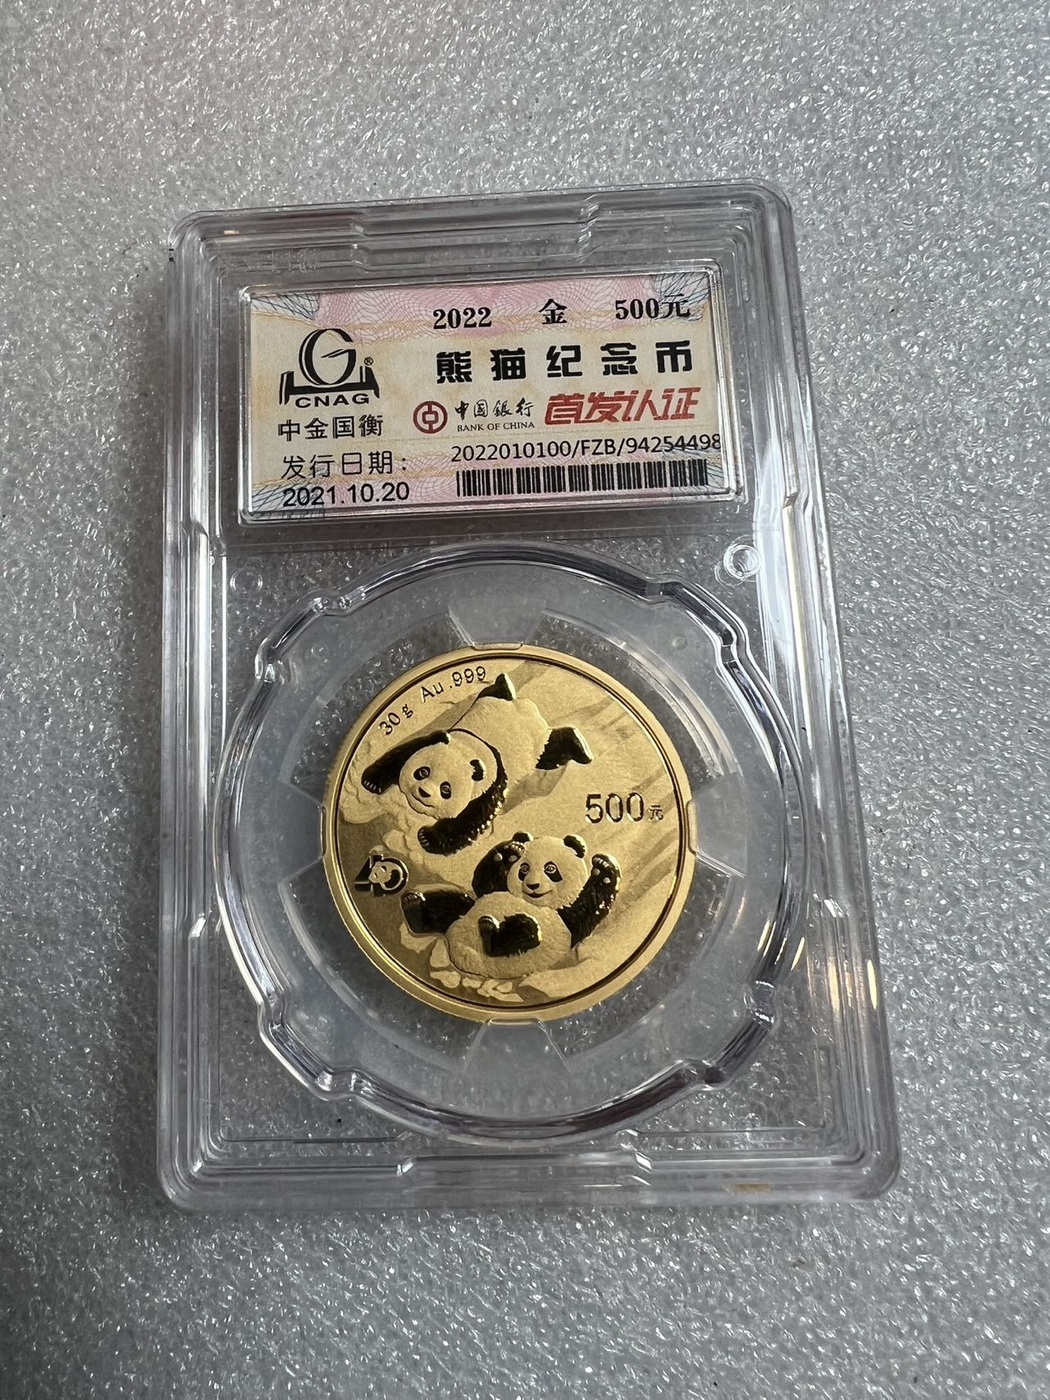 2022 金 500元
熊猫纪念币
CNAG®
中金国衡
中国银行
BANK OF CHINA
首发认证
发行日期：
2021.10.20
2022010100/FZB/94254498
30g Au.999
500元